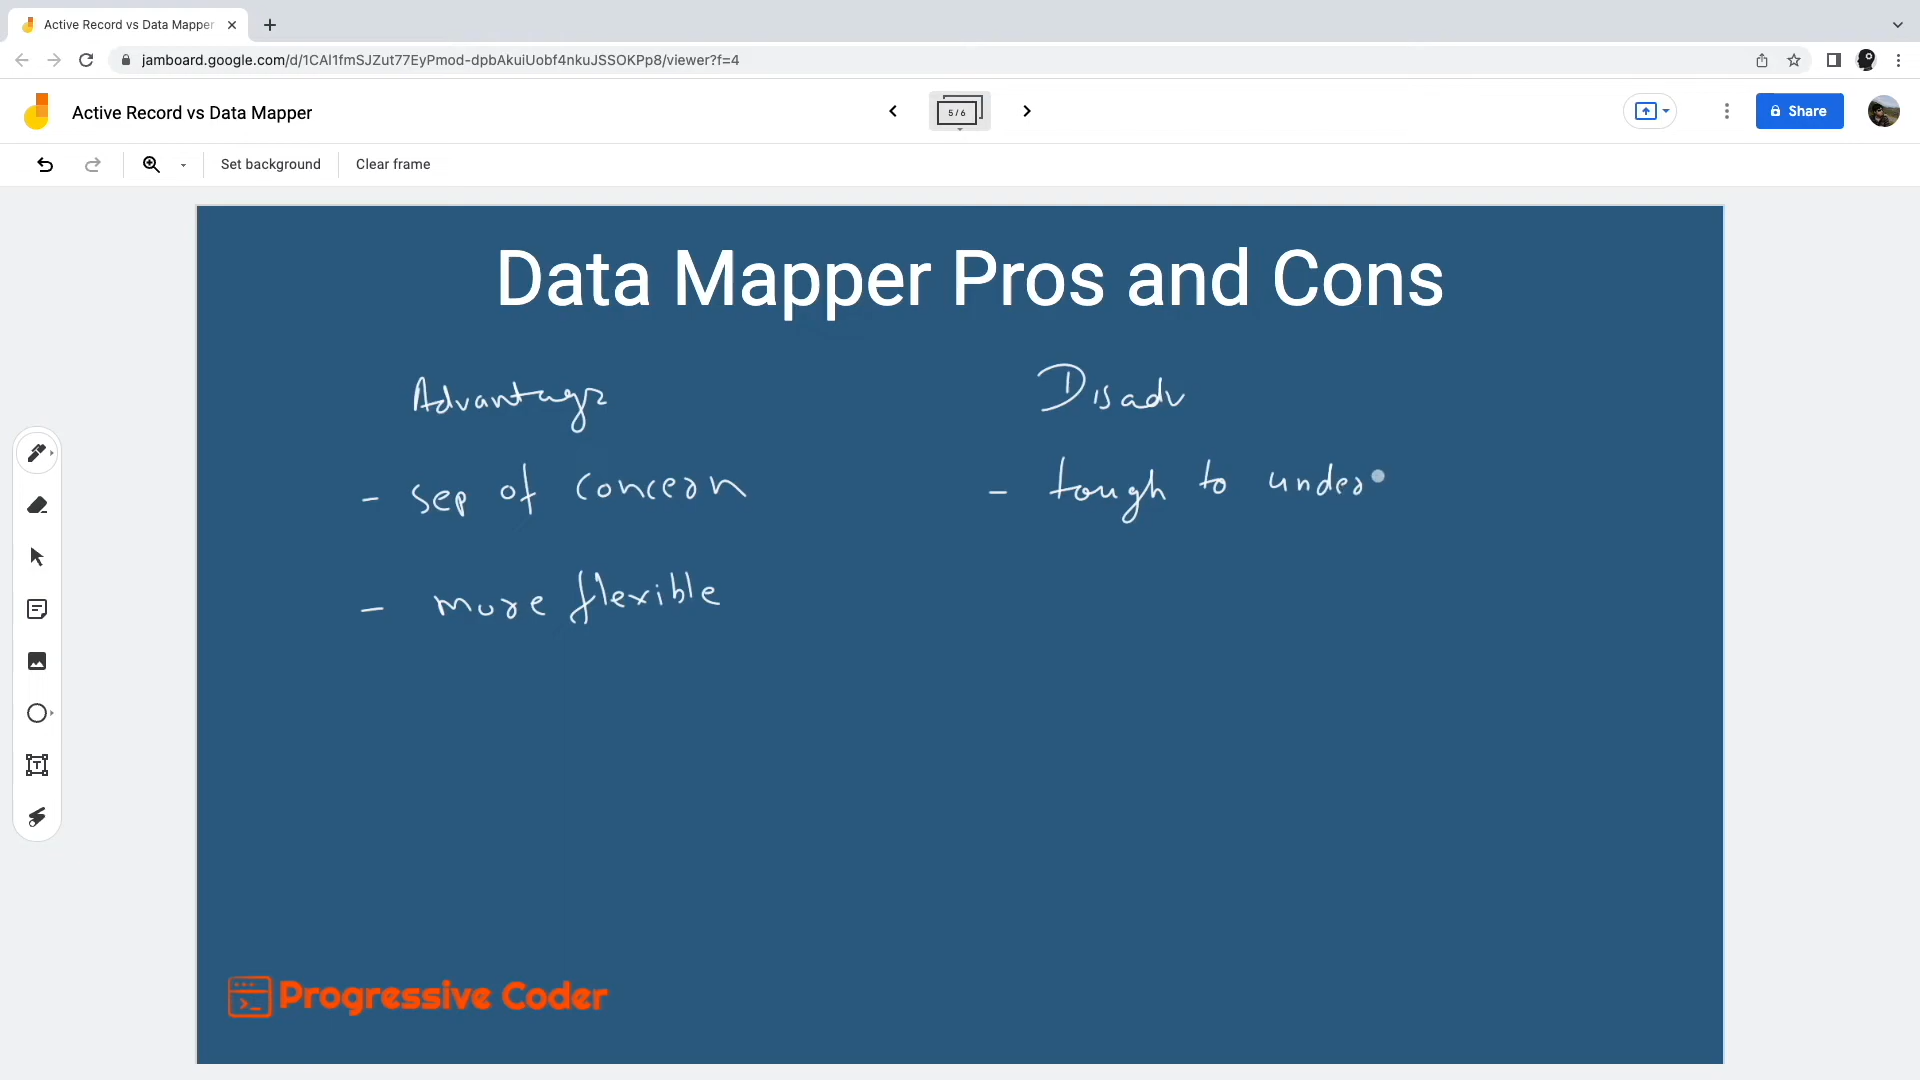 Active Record vs Data Mapper
jamboard.google.com/d/1CAl1fmSJZut77EyPmod-dpbAkuiUobf4nkuJSSOKPp8/viewer?f=4
Active Record vs Data Mapper
5 / 6
Share
Set background
Clear frame
Data Mapper Pros and Cons
Advantage
Disadv
- sep of concern
- tough to under
- more flexible
Progressive Coder